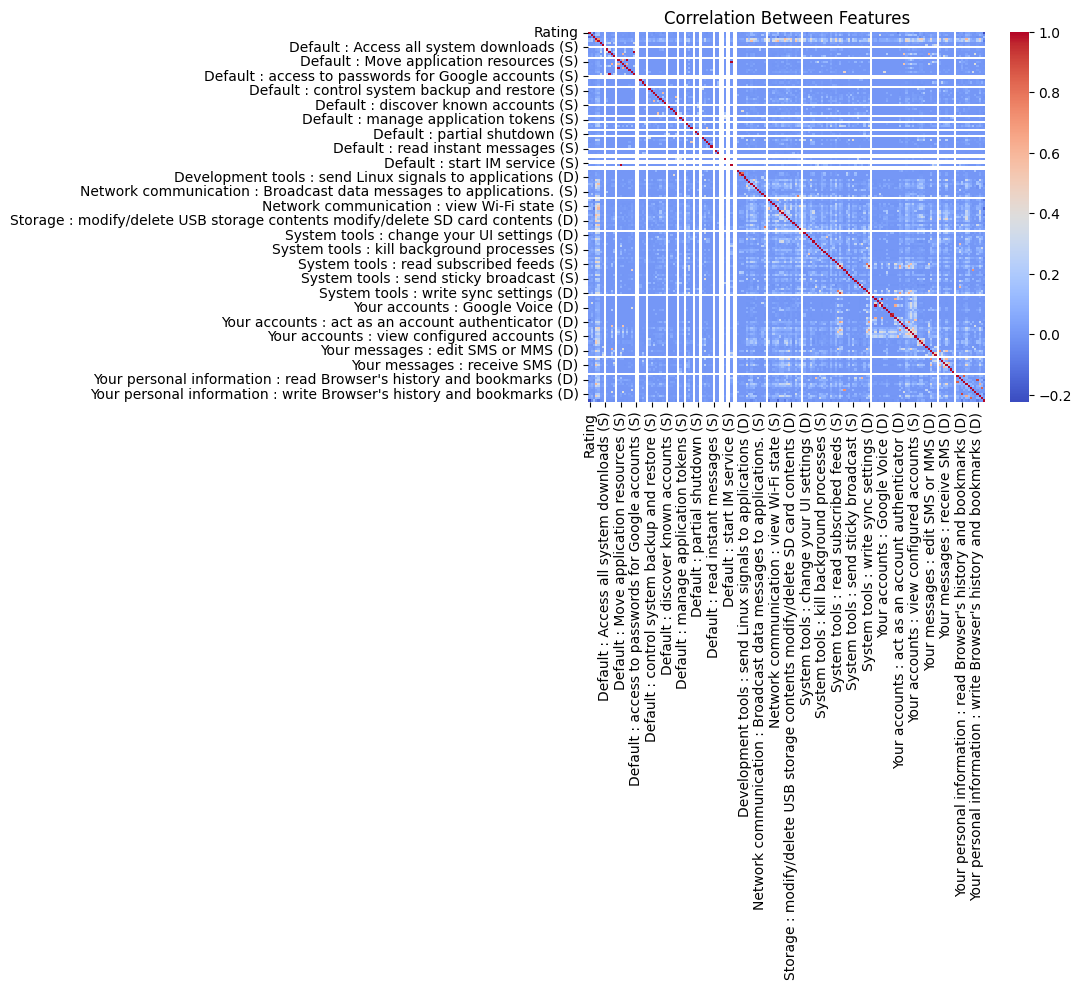 Correlation Between Features
Rating
Default : Access all system downloads (S)
Default : Move application resources (S)
Default : access to passwords for Google accounts (S)
Default : control system backup and restore (S)
Default : discover known accounts (S)
Default : manage application tokens (S)
Default : partial shutdown (S)
Default : read instant messages (S)
Default : start IM service (S)
Development tools : send Linux signals to applications (D)
Network communication : Broadcast data messages to applications. (S)
Network communication : view Wi-Fi state (S)
Storage : modify/delete USB storage contents modify/delete SD card contents (D)
System tools : change your UI settings (D)
System tools : kill background processes (S)
System tools : read subscribed feeds (S)
System tools : send sticky broadcast (S)
System tools : write sync settings (D)
Your accounts : Google Voice (D)
Your accounts : act as an account authenticator (D)
Your accounts : view configured accounts (S)
Your messages : edit SMS or MMS (D)
Your messages : receive SMS (D)
Your personal information : read Browser's history and bookmarks (D)
Your personal information : write Browser's history and bookmarks (D)
1.0
0.8
0.6
0.4
0.2
0.0
−0.2
Rating
Default : Access all system downloads (S)
Default : Move application resources (S)
Default : access to passwords for Google accounts (S)
Default : control system backup and restore (S)
Default : discover known accounts (S)
Default : manage application tokens (S)
Default : partial shutdown (S)
Default : read instant messages (S)
Default : start IM service (S)
Development tools : send Linux signals to applications (D)
Network communication : Broadcast data messages to applications. (S)
Network communication : view Wi-Fi state (S)
Storage : modify/delete USB storage contents modify/delete SD card contents (D)
System tools : change your UI settings (D)
System tools : kill background processes (S)
System tools : read subscribed feeds (S)
System tools : send sticky broadcast (S)
System tools : write sync settings (D)
Your accounts : Google Voice (D)
Your accounts : act as an account authenticator (D)
Your accounts : view configured accounts (S)
Your messages : edit SMS or MMS (D)
Your messages : receive SMS (D)
Your personal information : read Browser's history and bookmarks (D)
Your personal information : write Browser's history and bookmarks (D)